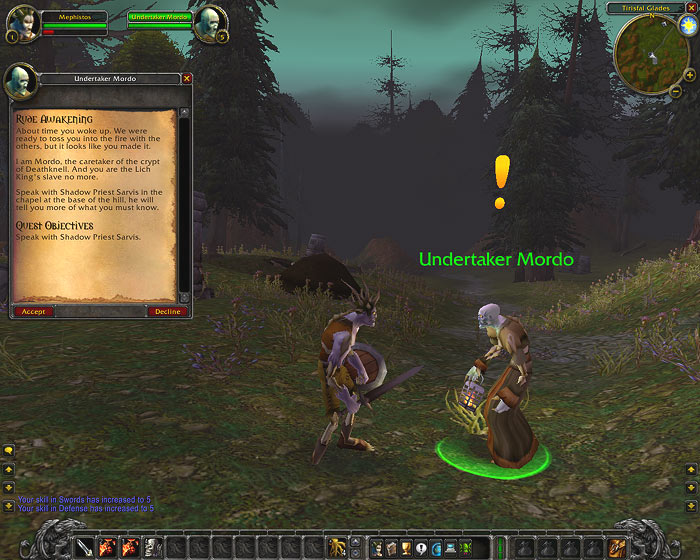 Mephistos
Undertaker Mordo
Tirisfal Glades
N
Undertaker Mordo
Rude Awakening
About time you woke up. We were
ready to toss you into the fire with the
others, but it looks like you made it.
I am Mordo, the caretaker of the crypt
of Deathknell. And you are the Lich
King's slave no more.
Speak with Shadow Priest Sarvis in the
chapel at the base of the hill, he will
tell you more of what you must know.
Quest Objectives
Speak with Shadow Priest Sarvis.
Accept
Decline
!
Undertaker Mordo
Your skill in Swords has increased to 5
Your skill in Defense has increased to 5